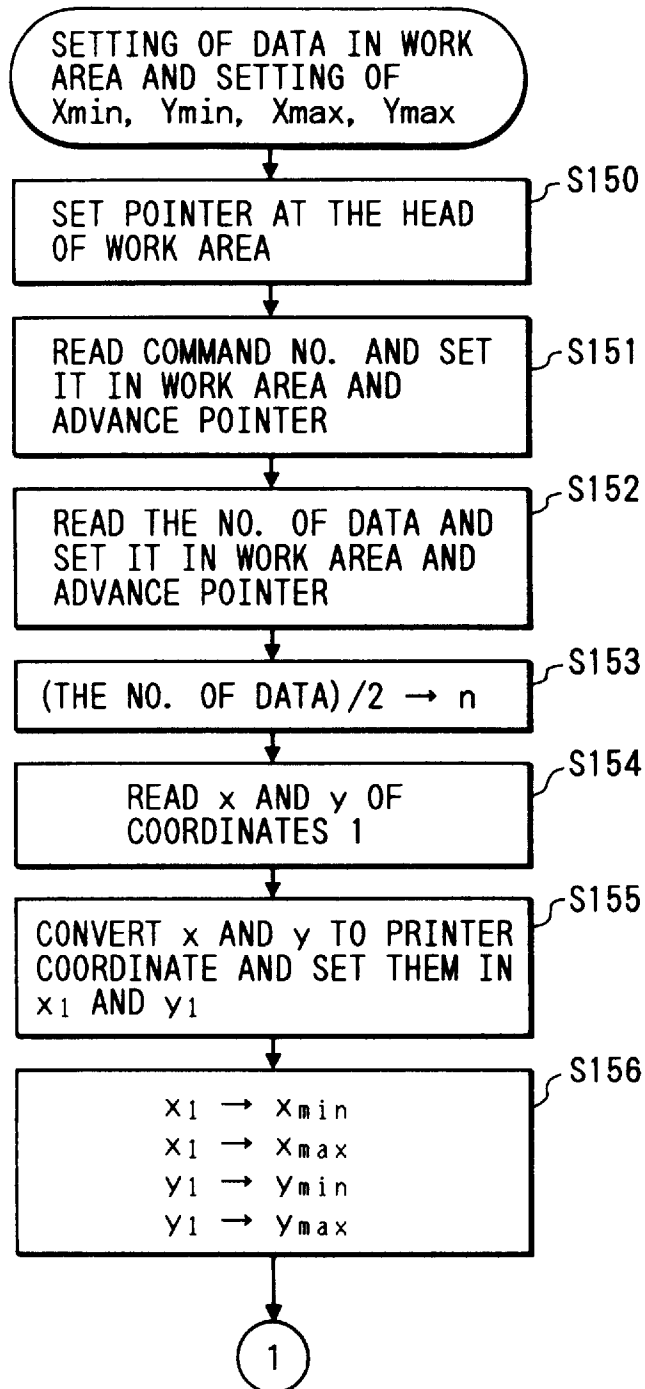 SETTING OF DATA IN WORK
AREA AND SETTING OF
Xmin, Ymin, Xmax, Ymax
S150
SET POINTER AT THE HEAD
OF WORK AREA
S151
READ COMMAND NO. AND SET
IT IN WORK AREA AND
ADVANCE POINTER
S152
READ THE NO. OF DATA AND
SET IT IN WORK AREA AND
ADVANCE POINTER
S153
(THE NO. OF DATA)/2 → n
S154
READ x AND y OF
COORDINATES 1
S155
CONVERT x AND y TO PRINTER
COORDINATE AND SET THEM IN
x1 AND y1
S156
x1 → xmin
x1 → xmax
y1 → ymin
y1 → ymax
1